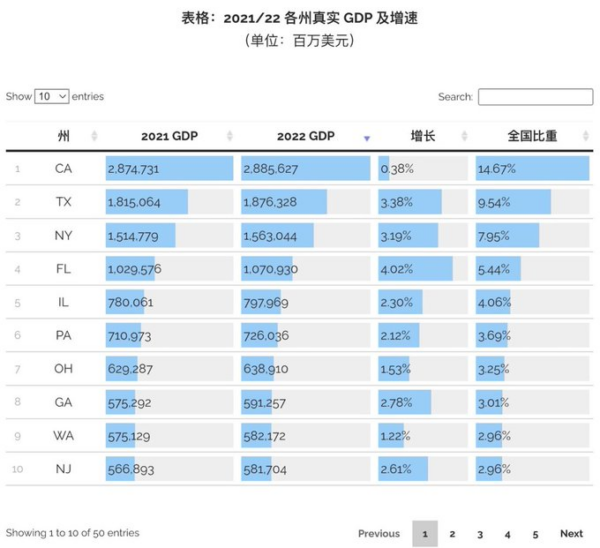 表格：2021/22 各州真实 GDP 及增速
（单位：百万美元）
Show 10 entries Search:
州 2021 GDP 2022 GDP 增长 全国比重
1 CA 2,874,731 2,885,627 0.38% 14.67%
2 TX 1,815,064 1,876,328 3.38% 9.54%
3 NY 1,514,779 1,563,044 3.19% 7.95%
4 FL 1,029,576 1,070,930 4.02% 5.44%
5 IL 780,061 797,969 2.30% 4.06%
6 PA 710,973 726,036 2.12% 3.69%
7 OH 629,287 638,910 1.53% 3.25%
8 GA 575,292 591,257 2.78% 3.01%
9 WA 575,129 582,172 1.22% 2.96%
10 NJ 566,893 581,704 2.61% 2.96%
Showing 1 to 10 of 50 entries Previous 1 2 3 4 5 Next